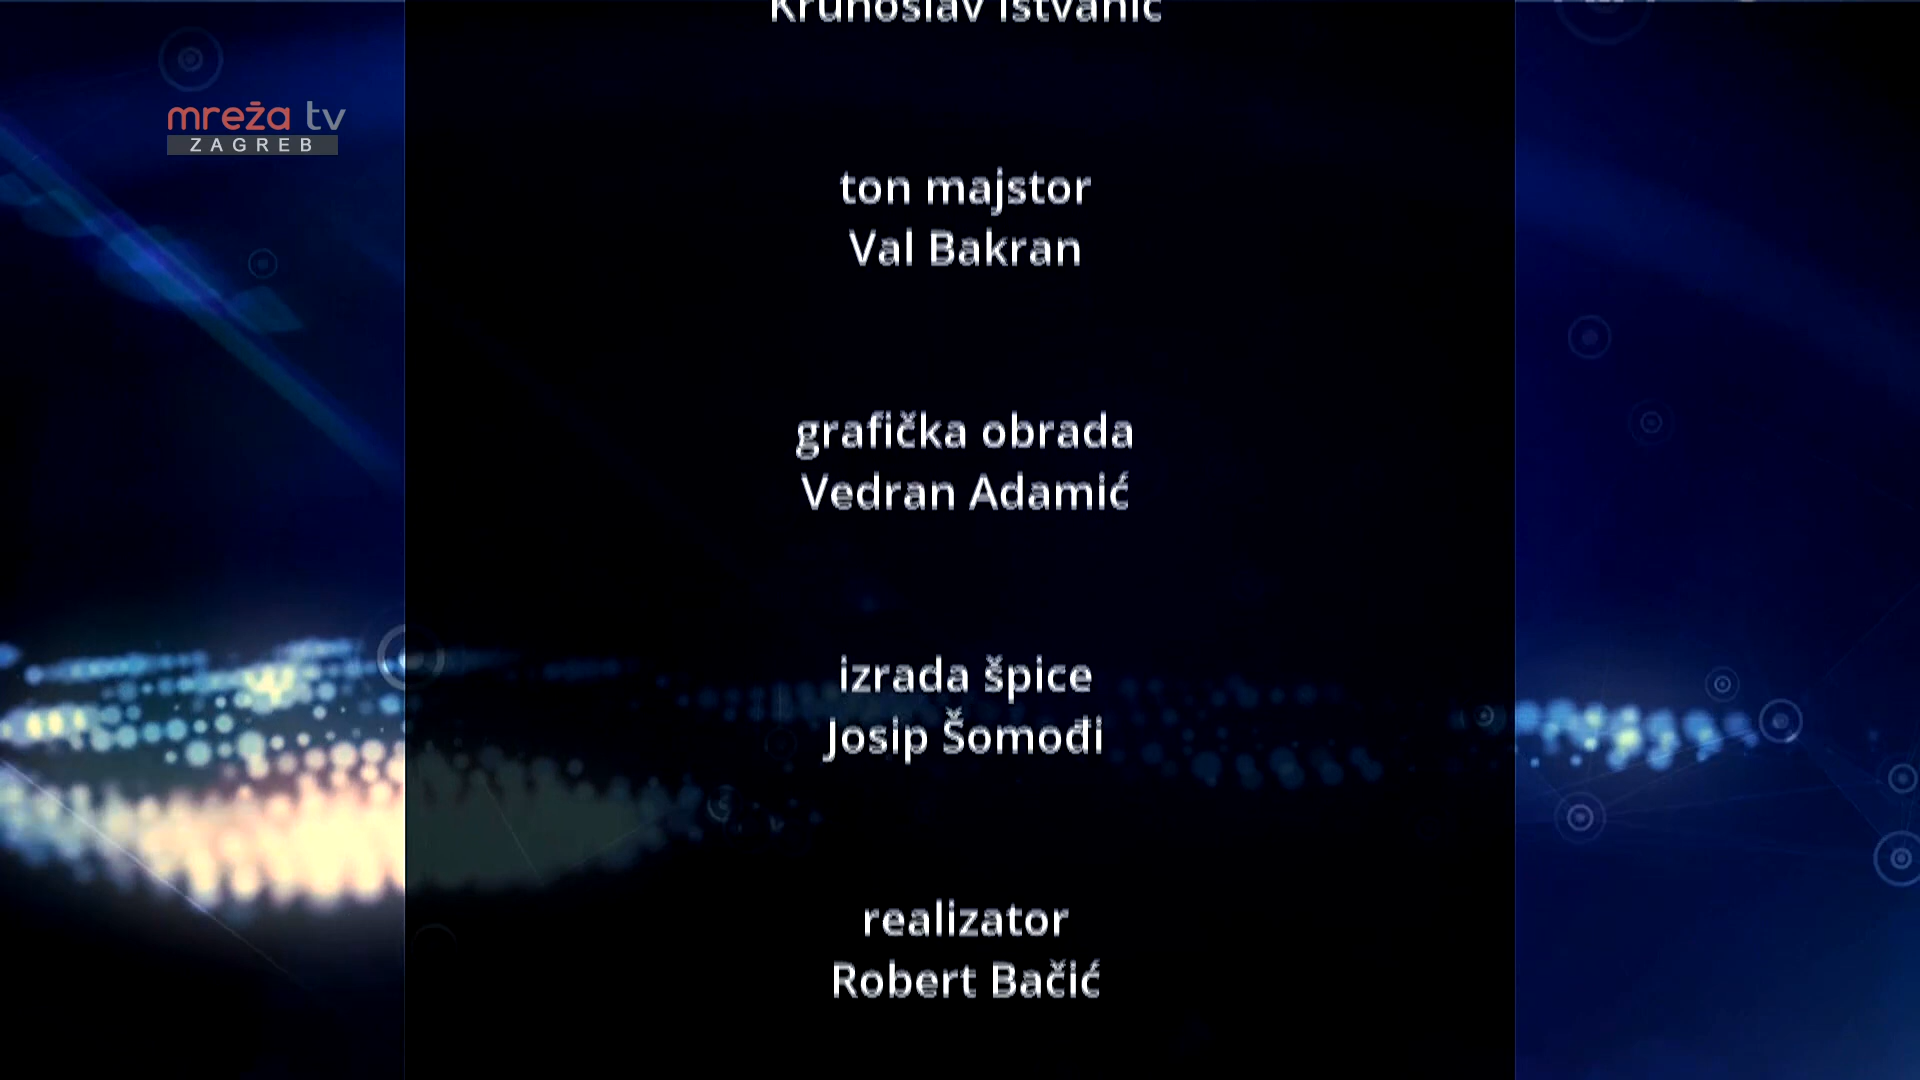 Krunoslav Istvanić
mreža tv
ZAGREB
ton majstor
Val Bakran
grafička obrada
Vedran Adamić
izrada špice
Josip Šomođi
realizator
Robert Bačić